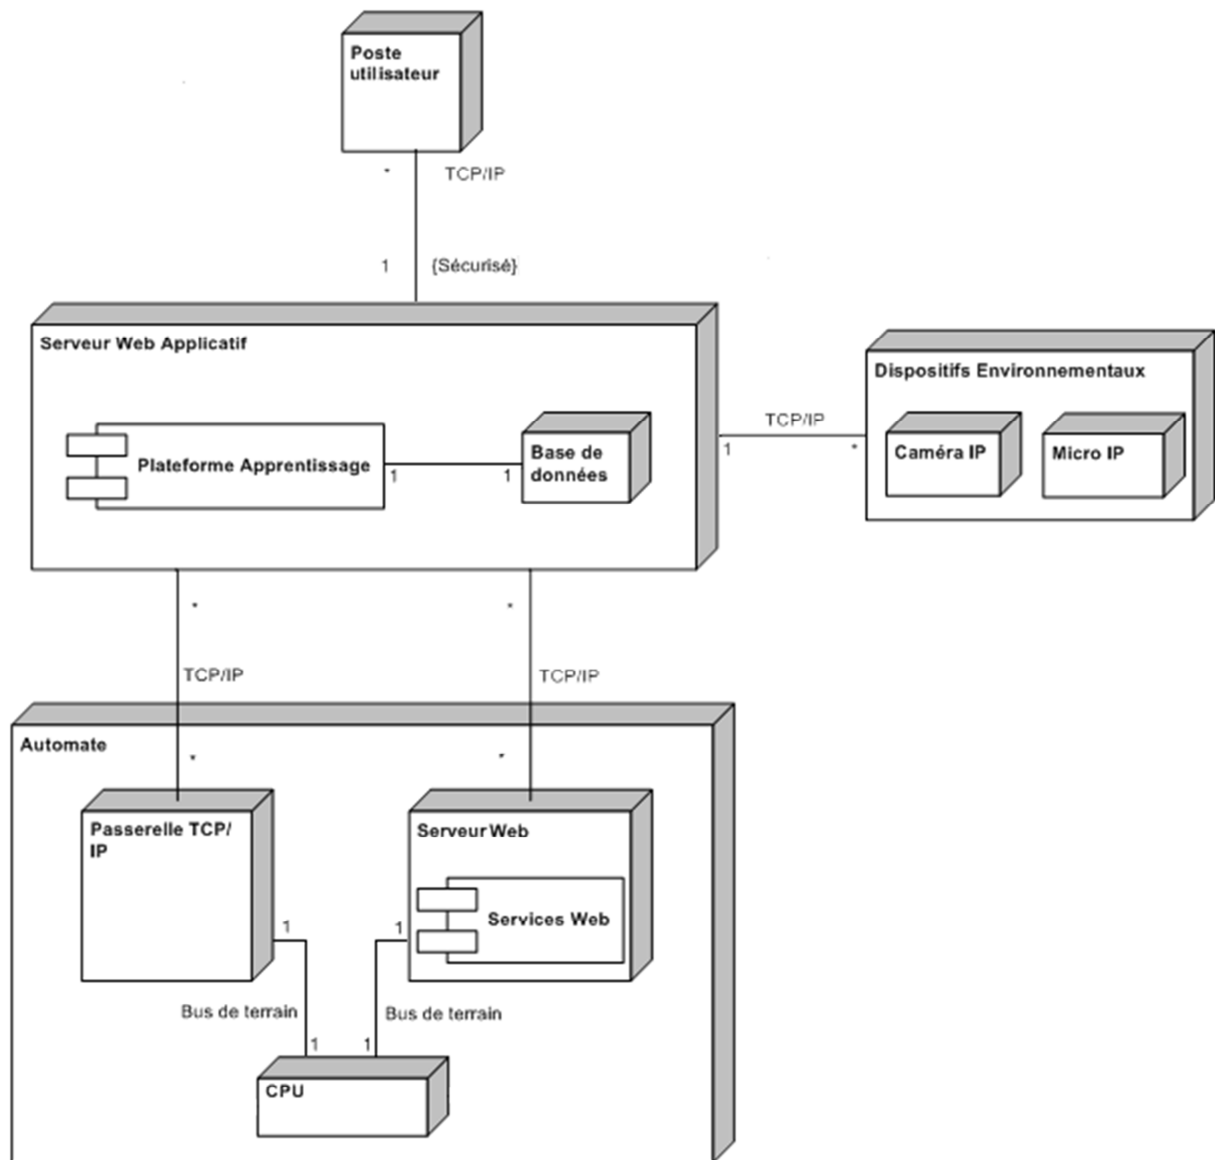 Poste
utilisateur
* TCP/IP
1 {Sécurisé}
Serveur Web Applicatif
Plateforme Apprentissage
1 1
Base de
données
TCP/IP
1 *
Dispositifs Environnementaux
Caméra IP
Micro IP
* *
TCP/IP TCP/IP
Automate
* *
Passerelle TCP/
IP
Serveur Web
Services Web
1 1
Bus de terrain Bus de terrain
1 1
CPU